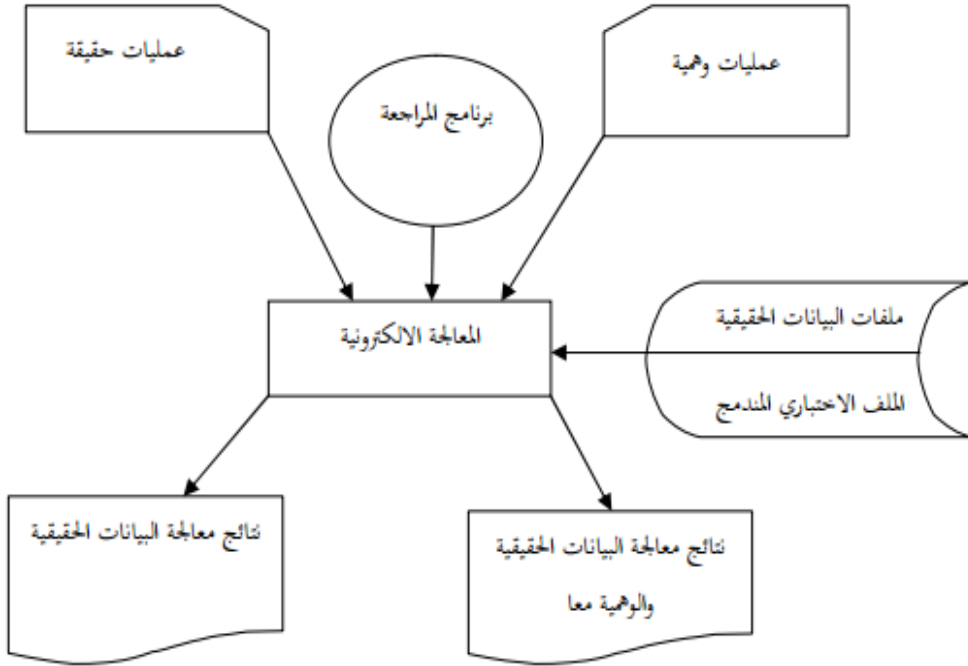 عمليات وهمية
عمليات حقيقة
برنامج المراجعة
المعالجة الالكترونية
ملفات البيانات الحقيقية
الملف الاختباري المندمج
نتائج معالجة البيانات الحقيقية
والوهمية معا
نتائج معالجة البيانات الحقيقية